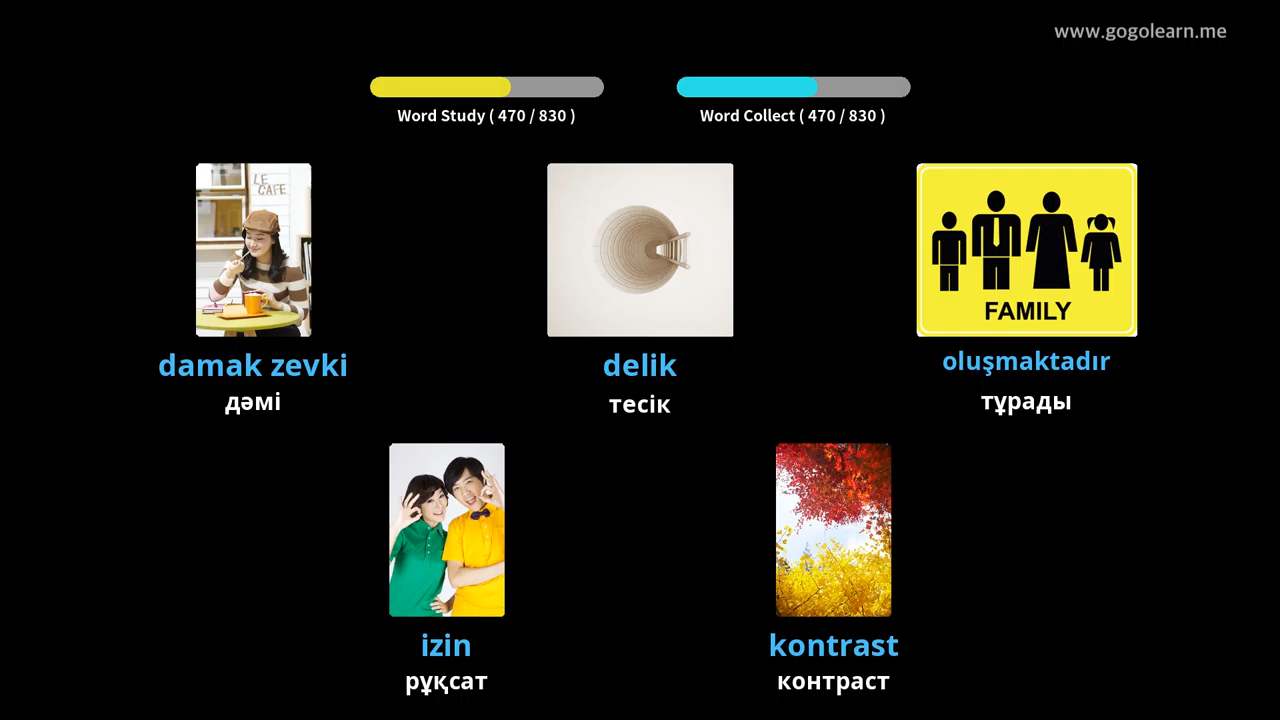 www.gogolearn.me
Word Study ( 470 / 830 )
Word Collect ( 470 / 830 )
LE
CAFE
FAMILY
damak zevki
дәмі
delik
тесік
oluşmaktadır
тұрады
izin
рұқсат
kontrast
контраст